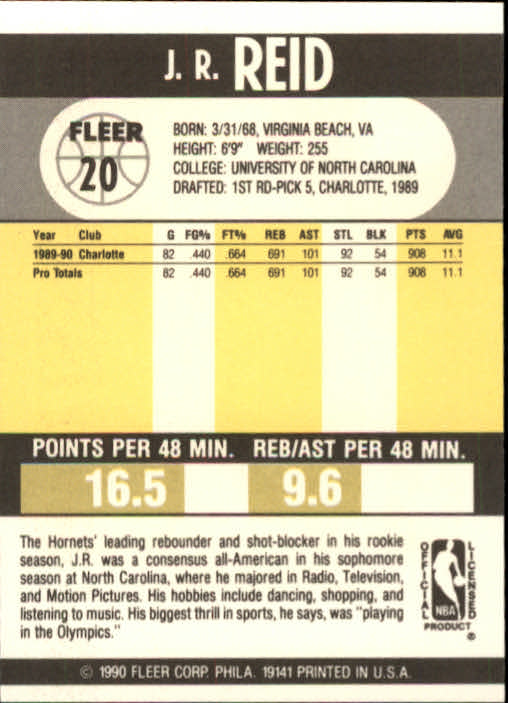 J. R. REID
FLEER
20
BORN: 3/31/68, VIRGINIA BEACH, VA
HEIGHT: 6'9" WEIGHT: 255
COLLEGE: UNIVERSITY OF NORTH CAROLINA
DRAFTED: 1ST RD-PICK 5, CHARLOTTE, 1989
Year Club G FG% FT% REB AST STL BLK PTS AVG
1989-90 Charlotte 82 .440 .664 691 101 92 54 908 11.1
Pro Totals 82 .440 .664 691 101 92 54 908 11.1
POINTS PER 48 MIN. REB/AST PER 48 MIN.
16.5 9.6
The Hornets' leading rebounder and shot-blocker in his rookie
season, J.R. was a consensus all-American in his sophomore
season at North Carolina, where he majored in Radio, Television,
and Motion Pictures. His hobbies include dancing, shopping, and
listening to music. His biggest thrill in sports, he says, was "playing
in the Olympics."
OFFICIAL LICENSED
NBA
PRODUCT
®
© 1990 FLEER CORP. PHILA. 19141 PRINTED IN U.S.A.